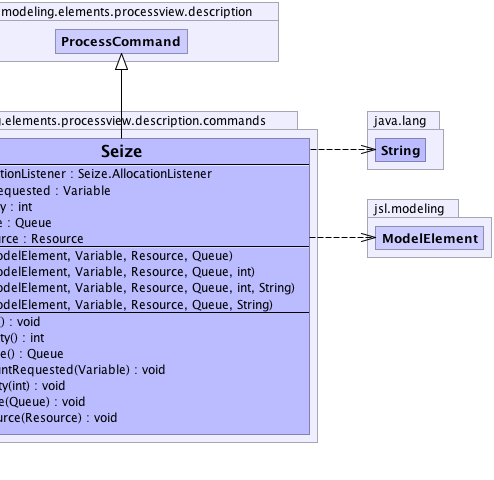 modeling.elements.processview.description
ProcessCommand
g.elements.processview.description.commands
java.lang
Seize
String
tionListener : Seize.AllocationListener
equested : Variable
y : int
e : Queue
urce : Resource
jsl.modeling
ModelElement
odelElement, Variable, Resource, Queue)
odelElement, Variable, Resource, Queue, int)
odelElement, Variable, Resource, Queue, int, String)
odelElement, Variable, Resource, Queue, String)
() : void
ty() : int
e() : Queue
untRequested(Variable) : void
ty(int) : void
e(Queue) : void
urce(Resource) : void